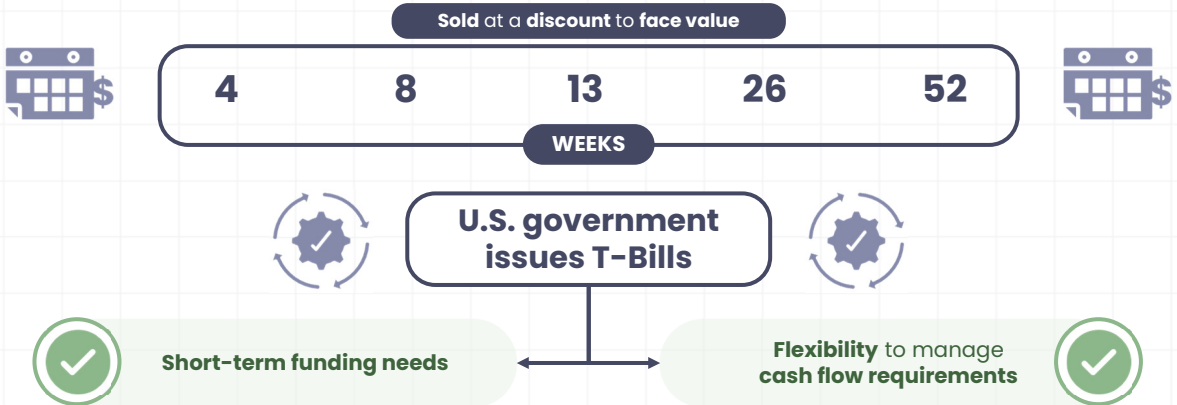 Sold at a discount to face value
4 8 13 26 52
WEEKS
U.S. government
issues T-Bills
Short-term funding needs
Flexibility to manage
cash flow requirements